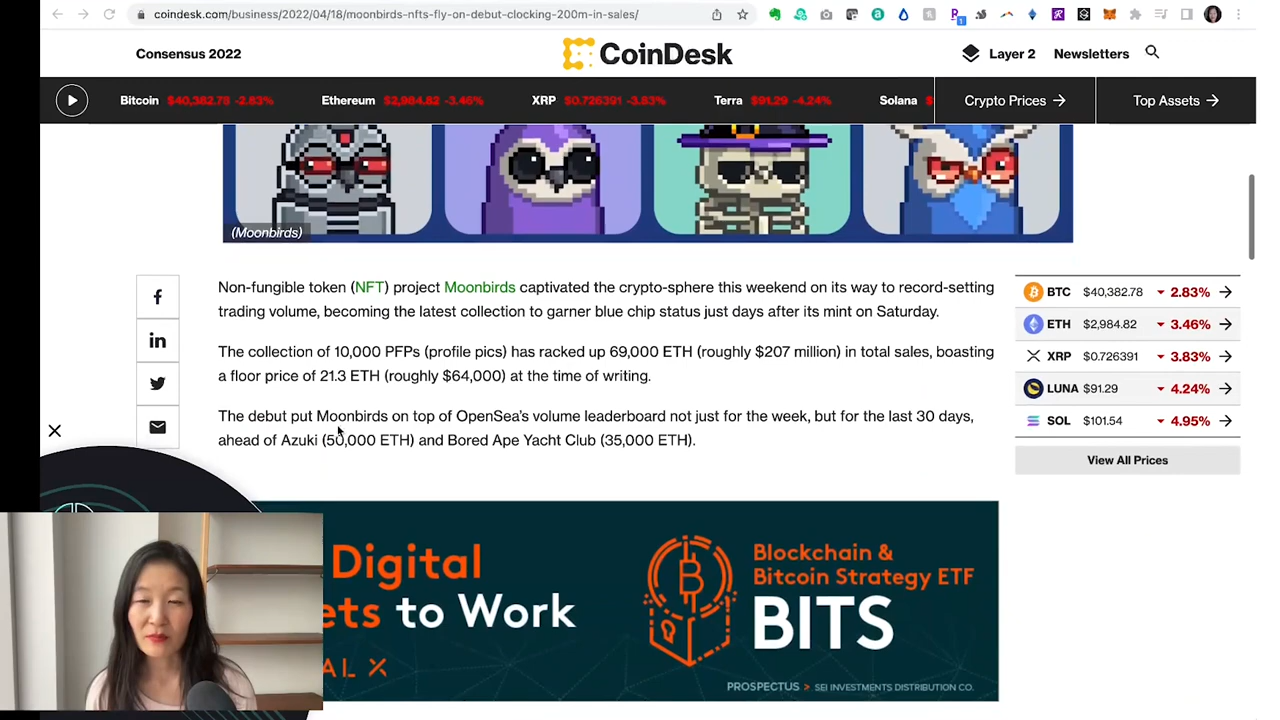 coindesk.com/business/2022/04/18/moonbirds-nfts-fly-on-debut-clocking-200m-in-sales/
Consensus 2022
CoinDesk
Layer 2
Newsletters
Bitcoin $40,382.78 -2.83%
Ethereum $2,984.82 -3.46%
XRP $0.726391 -3.83%
Terra $91.29 -4.24%
Solana $
Crypto Prices →
Top Assets →
(Moonbirds)
Non-fungible token (NFT) project Moonbirds captivated the crypto-sphere this weekend on its way to record-setting
trading volume, becoming the latest collection to garner blue chip status just days after its mint on Saturday.
The collection of 10,000 PFPs (profile pics) has racked up 69,000 ETH (roughly $207 million) in total sales, boasting
a floor price of 21.3 ETH (roughly $64,000) at the time of writing.
The debut put Moonbirds on top of OpenSea's volume leaderboard not just for the week, but for the last 30 days,
ahead of Azuki (50,000 ETH) and Bored Ape Yacht Club (35,000 ETH).
BTC $40,382.78 2.83% →
ETH $2,984.82 3.46% →
XRP $0.726391 3.83% →
LUNA $91.29 4.24% →
SOL $101.54 4.95% →
View All Prices
Digital
ets to Work
AL X
Blockchain &
Bitcoin Strategy ETF
BITS
PROSPECTUS > SEI INVESTMENTS DISTRIBUTION CO.